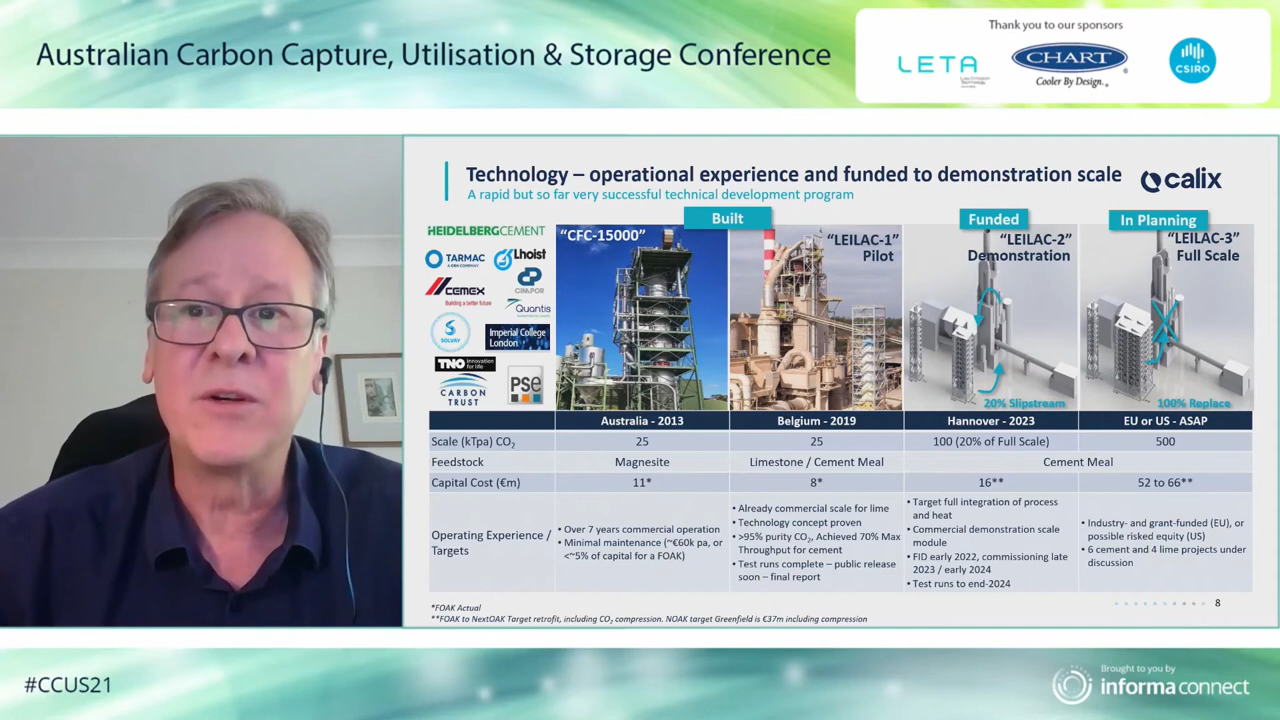 Australian Carbon Capture, Utilisation & Storage Conference
Thank you to our sponsors
LETA
CHART
Cooler By Design.
CSIRO
Technology – operational experience and funded to demonstration scale
A rapid but so far very successful technical development program
calix
Built
Funded
In Planning
HEIDELBERGCEMENT
TARMAC
A CRH COMPANY
Lhoist
CEMEX
Building a better future
CIMPOR
Quantis
SOLVAY
Imperial College
London
TNO innovation
for life
CARBON
TRUST
PSE
"CFC-15000"
"LEILAC-1"
Pilot
"LEILAC-2"
Demonstration
20% Slipstream
"LEILAC-3"
Full Scale
100% Replace
Australia - 2013
Belgium - 2019
Hannover - 2023
EU or US - ASAP
Scale (kTpa) CO₂
25
25
100 (20% of Full Scale)
500
Feedstock
Magnesite
Limestone / Cement Meal
Cement Meal
Capital Cost (€m)
11*
8*
16**
52 to 66**
Operating Experience /
Targets
• Over 7 years commercial operation
• Minimal maintenance (~€60k pa, or
<~5% of capital for a FOAK)
• Already commercial scale for lime
• Technology concept proven
• >95% purity CO₂, Achieved 70% Max
Throughput for cement
• Test runs complete – public release
soon – final report
• Target full integration of process
and heat
• Commercial demonstration scale
module
• FID early 2022, commissioning late
2023 / early 2024
• Test runs to end-2024
• Industry- and grant-funded (EU), or
possible risked equity (US)
• 6 cement and 4 lime projects under
discussion
*FOAK Actual
**FOAK to NextOAK Target retrofit, including CO₂ compression. NOAK target Greenfield is €37m including compression
8
#CCUS21
Brought to you by
informa connect